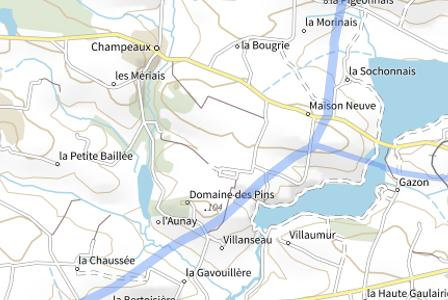 la Pigeonnais
la Morinais
Champeaux
la Bougrie
les Mériais
la Sochonnais
Maison Neuve
la Petite Baillée
Gazon
Domaine des Pins
104
l'Aunay
Villanseau
Villaumur
la Chaussée
la Gavouillère
la Bertoisière
la Haute Gaulairie